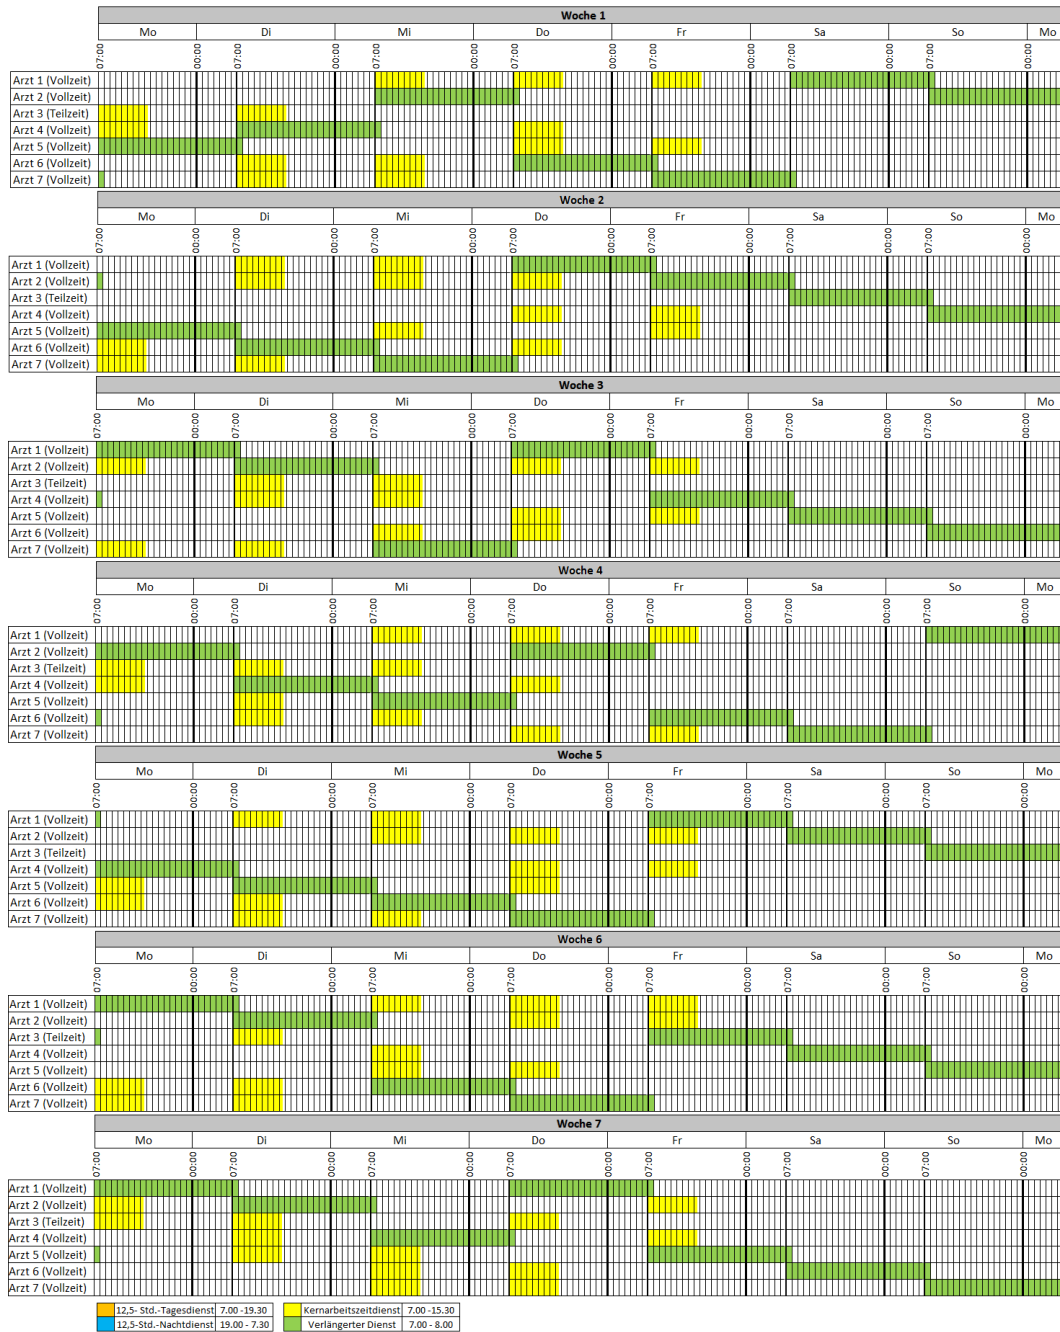 Woche 1
Mo Di Mi Do Fr Sa So Mo
07:00 00:00 07:00 00:00 07:00 00:00 07:00 00:00 07:00 00:00 07:00 00:00 07:00 00:00
Arzt 1 (Vollzeit)
Arzt 2 (Vollzeit)
Arzt 3 (Teilzeit)
Arzt 4 (Vollzeit)
Arzt 5 (Vollzeit)
Arzt 6 (Vollzeit)
Arzt 7 (Vollzeit)
Woche 2
Mo Di Mi Do Fr Sa So Mo
07:00 00:00 07:00 00:00 07:00 00:00 07:00 00:00 07:00 00:00 07:00 00:00 07:00 00:00
Arzt 1 (Vollzeit)
Arzt 2 (Vollzeit)
Arzt 3 (Teilzeit)
Arzt 4 (Vollzeit)
Arzt 5 (Vollzeit)
Arzt 6 (Vollzeit)
Arzt 7 (Vollzeit)
Woche 3
Mo Di Mi Do Fr Sa So Mo
07:00 00:00 07:00 00:00 07:00 00:00 07:00 00:00 07:00 00:00 07:00 00:00 07:00 00:00
Arzt 1 (Vollzeit)
Arzt 2 (Vollzeit)
Arzt 3 (Teilzeit)
Arzt 4 (Vollzeit)
Arzt 5 (Vollzeit)
Arzt 6 (Vollzeit)
Arzt 7 (Vollzeit)
Woche 4
Mo Di Mi Do Fr Sa So Mo
07:00 00:00 07:00 00:00 07:00 00:00 07:00 00:00 07:00 00:00 07:00 00:00 07:00 00:00
Arzt 1 (Vollzeit)
Arzt 2 (Vollzeit)
Arzt 3 (Teilzeit)
Arzt 4 (Vollzeit)
Arzt 5 (Vollzeit)
Arzt 6 (Vollzeit)
Arzt 7 (Vollzeit)
Woche 5
Mo Di Mi Do Fr Sa So Mo
07:00 00:00 07:00 00:00 07:00 00:00 07:00 00:00 07:00 00:00 07:00 00:00 07:00 00:00
Arzt 1 (Vollzeit)
Arzt 2 (Vollzeit)
Arzt 3 (Teilzeit)
Arzt 4 (Vollzeit)
Arzt 5 (Vollzeit)
Arzt 6 (Vollzeit)
Arzt 7 (Vollzeit)
Woche 6
Mo Di Mi Do Fr Sa So Mo
07:00 00:00 07:00 00:00 07:00 00:00 07:00 00:00 07:00 00:00 07:00 00:00 07:00 00:00
Arzt 1 (Vollzeit)
Arzt 2 (Vollzeit)
Arzt 3 (Teilzeit)
Arzt 4 (Vollzeit)
Arzt 5 (Vollzeit)
Arzt 6 (Vollzeit)
Arzt 7 (Vollzeit)
Woche 7
Mo Di Mi Do Fr Sa So Mo
07:00 00:00 07:00 00:00 07:00 00:00 07:00 00:00 07:00 00:00 07:00 00:00 07:00 00:00
Arzt 1 (Vollzeit)
Arzt 2 (Vollzeit)
Arzt 3 (Teilzeit)
Arzt 4 (Vollzeit)
Arzt 5 (Vollzeit)
Arzt 6 (Vollzeit)
Arzt 7 (Vollzeit)
12,5- Std.-Tagesdienst 7.00 -19.30 Kernarbeitszeitdienst 7.00 -15.30
12,5-Std.-Nachtdienst 19.00 - 7.30 Verlängerter Dienst 7.00 - 8.00